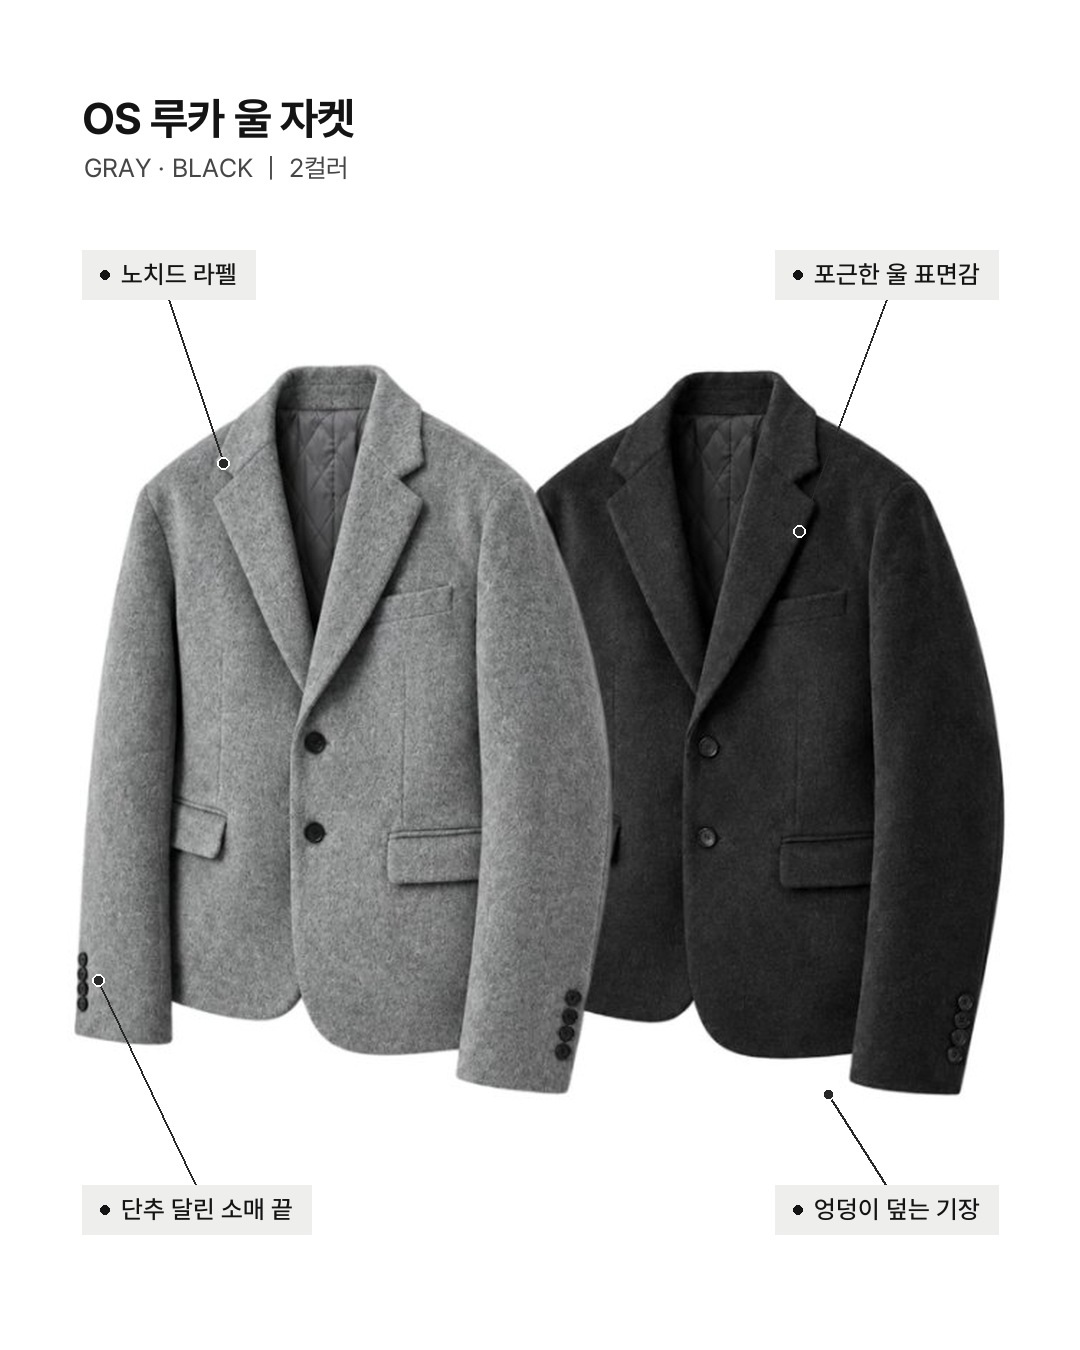 OS 루카 울 자켓
GRAY · BLACK | 2컬러
● 노치드 라펠
● 포근한 울 표면감
● 단추 달린 소매 끝
● 엉덩이 덮는 기장